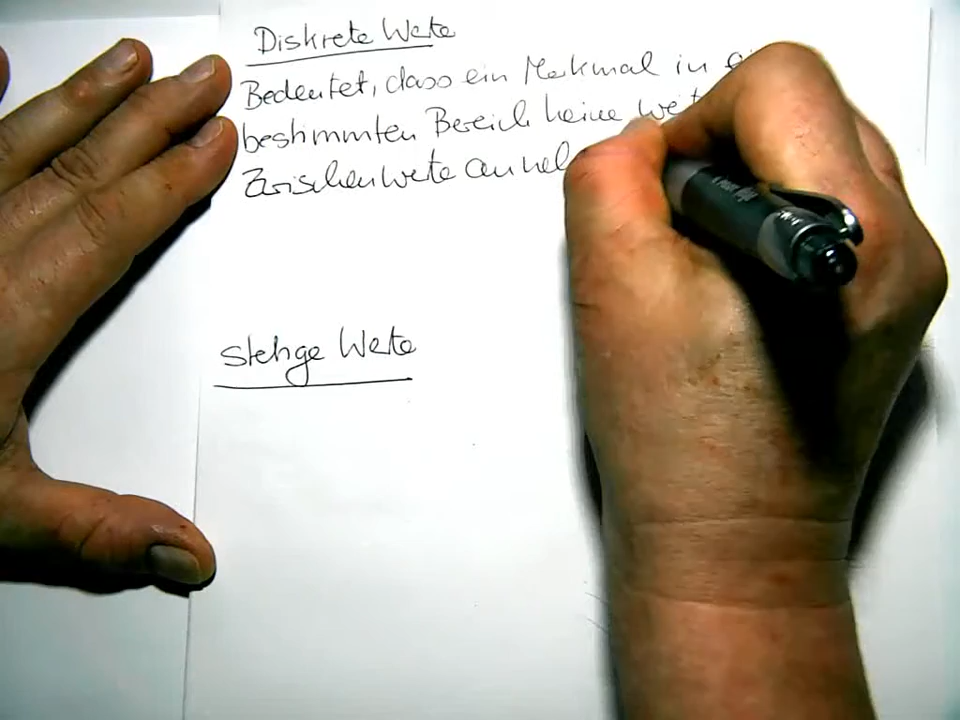 Diskrete Werte
Bedeutet, dass ein Merkmal in
bestimmten Bereich keine
Zwischenwerte
stetige Werte